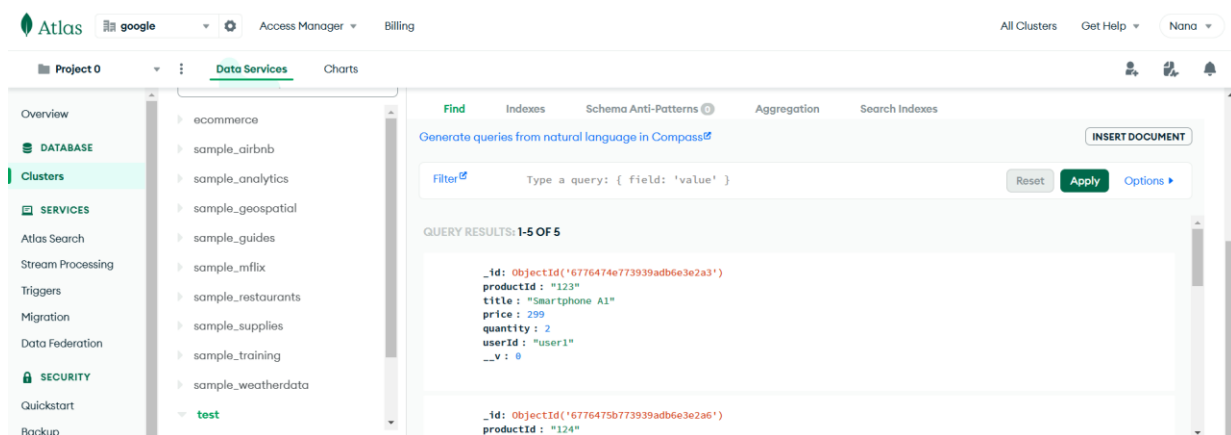 Atlas google Access Manager Billing All Clusters Get Help Nana
Project 0 Data Services Charts
Overview
DATABASE
Clusters
SERVICES
Atlas Search
Stream Processing
Triggers
Migration
Data Federation
SECURITY
Quickstart
Backup
ecommerce
sample_airbnb
sample_analytics
sample_geospatial
sample_guides
sample_mflix
sample_restaurants
sample_supplies
sample_training
sample_weatherdata
test
Find Indexes Schema Anti-Patterns 0 Aggregation Search Indexes
Generate queries from natural language in Compass
INSERT DOCUMENT
Filter Type a query: { field: 'value' } Reset Apply Options
QUERY RESULTS: 1-5 OF 5
_id: ObjectId('6776474e773939adb6e3e2a3')
productId : "123"
title : "Smartphone A1"
price : 299
quantity : 2
userId : "user1"
__v : 0
_id: ObjectId('6776475b773939adb6e3e2a6')
productId : "124"